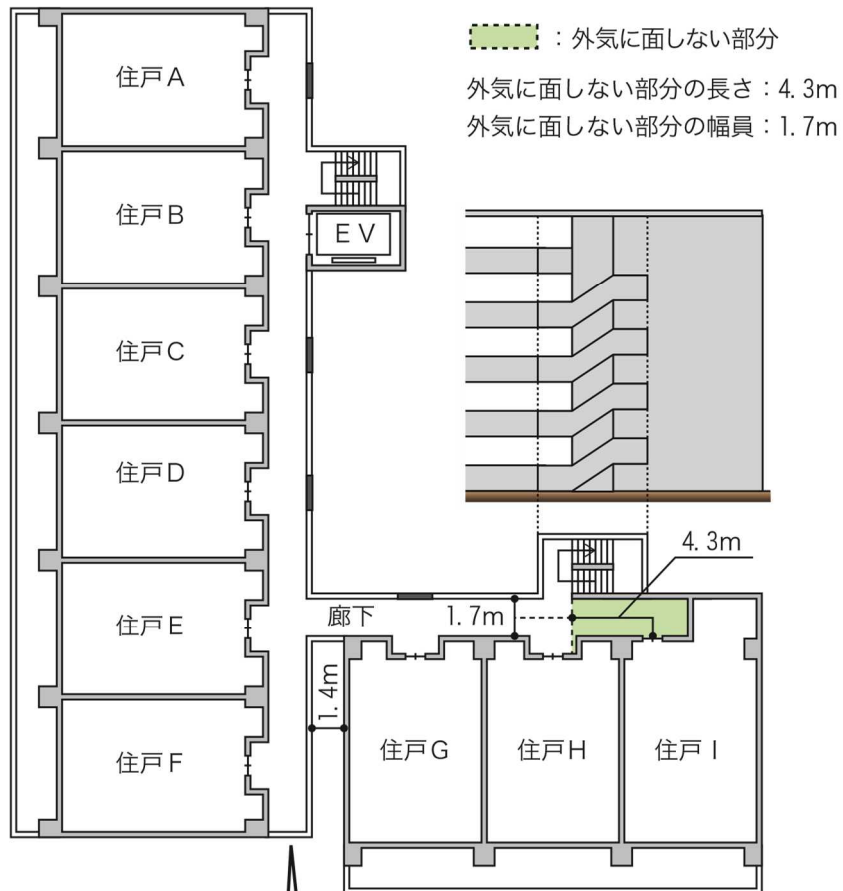 ：外気に面しない部分
外気に面しない部分の長さ：4.3m
外気に面しない部分の幅員：1.7m
住戸A
住戸B
EV
住戸C
住戸D
4.3m
住戸E
廊下
1.7m
1.4m
住戸F
住戸G
住戸H
住戸I